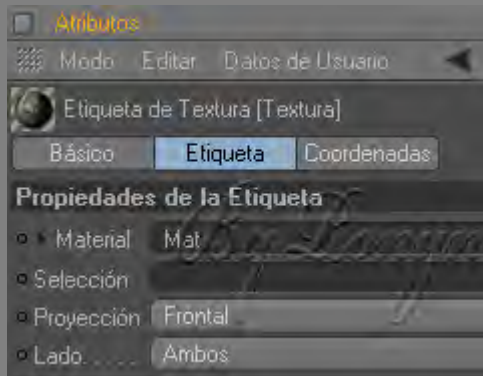 Atributos
Modo Editar Datos de Usuario
Etiqueta de Textura [Textura]
Básico Etiqueta Coordenadas
Propiedades de la Etiqueta
Material Mat
Selección
Proyección Frontal
Lado. . . . . Ambos